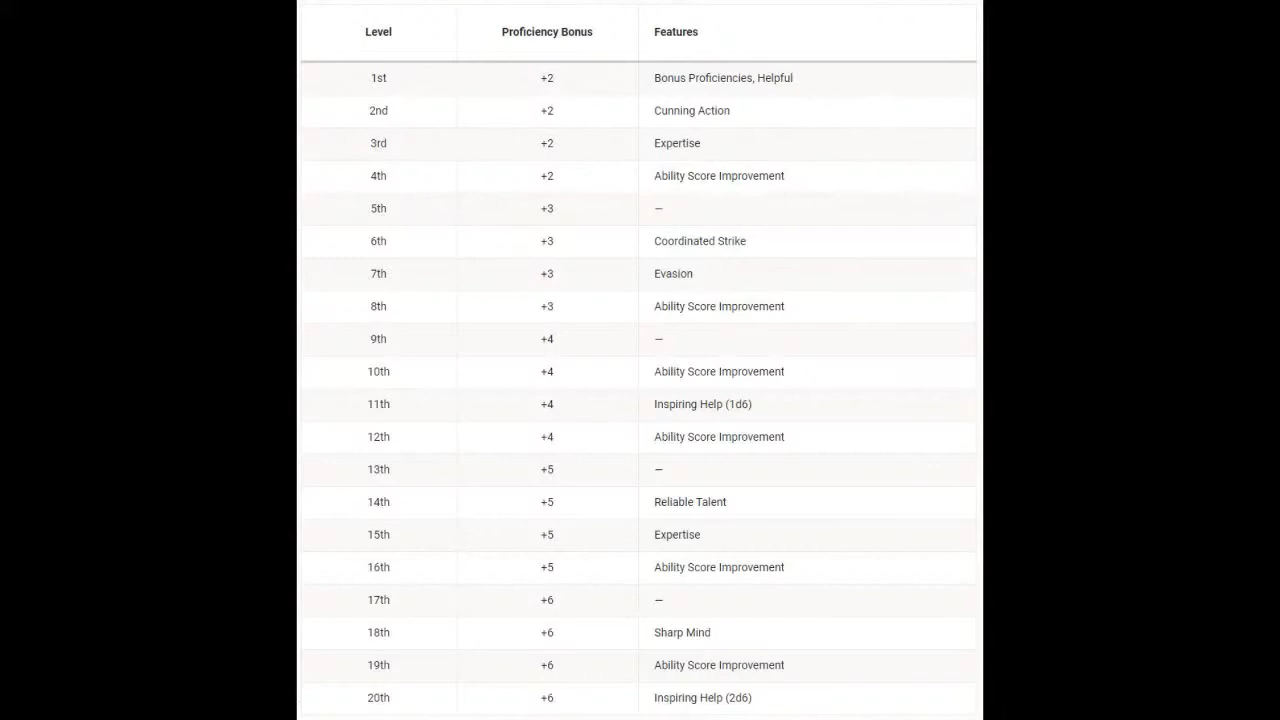 Level Proficiency Bonus Features
1st +2 Bonus Proficiencies, Helpful
2nd +2 Cunning Action
3rd +2 Expertise
4th +2 Ability Score Improvement
5th +3 —
6th +3 Coordinated Strike
7th +3 Evasion
8th +3 Ability Score Improvement
9th +4 —
10th +4 Ability Score Improvement
11th +4 Inspiring Help (1d6)
12th +4 Ability Score Improvement
13th +5 —
14th +5 Reliable Talent
15th +5 Expertise
16th +5 Ability Score Improvement
17th +6 —
18th +6 Sharp Mind
19th +6 Ability Score Improvement
20th +6 Inspiring Help (2d6)